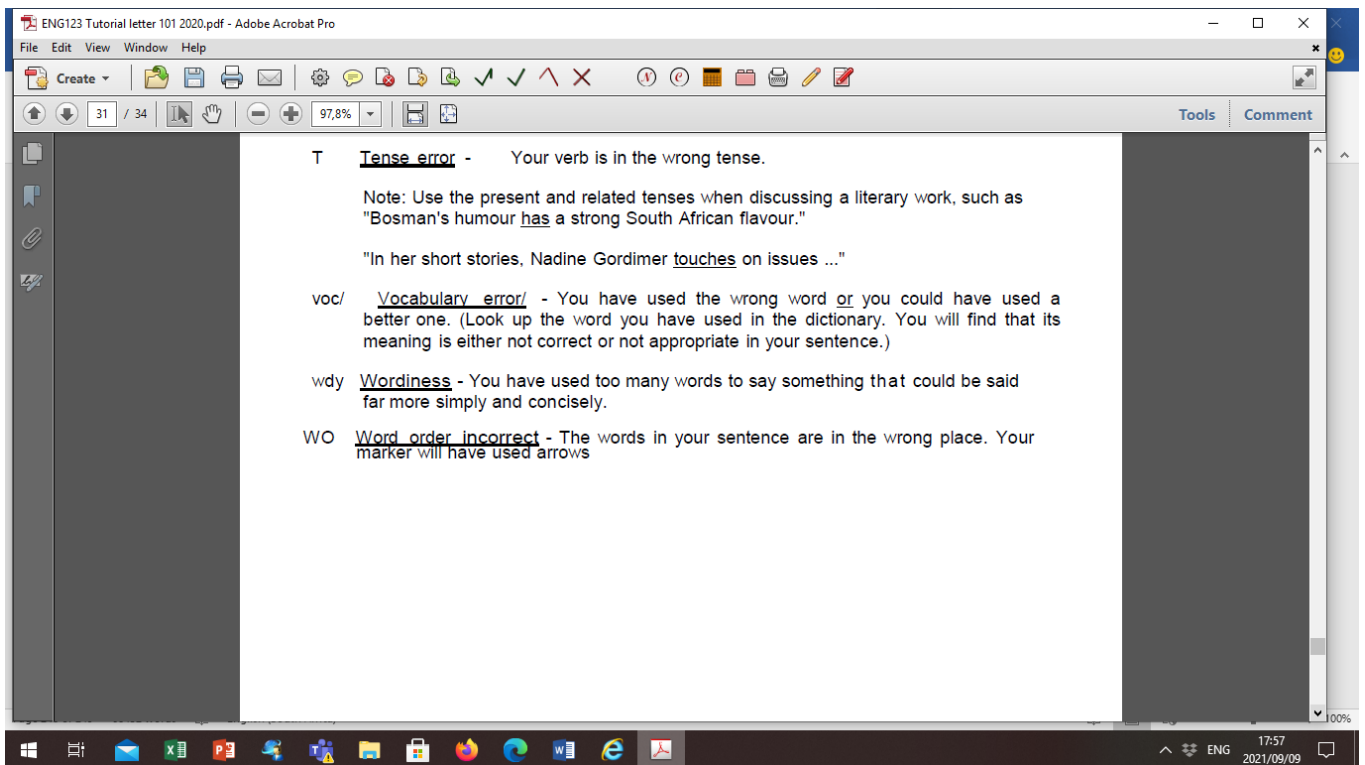 ENG123 Tutorial letter 101 2020.pdf - Adobe Acrobat Pro
File Edit View Window Help
Create
31 / 34 97,8% Tools Comment
T Tense error - Your verb is in the wrong tense.
Note: Use the present and related tenses when discussing a literary work, such as
"Bosman's humour has a strong South African flavour."
"In her short stories, Nadine Gordimer touches on issues ..."
voc/ Vocabulary error/ - You have used the wrong word or you could have used a
better one. (Look up the word you have used in the dictionary. You will find that its
meaning is either not correct or not appropriate in your sentence.)
wdy Wordiness - You have used too many words to say something that could be said
far more simply and concisely.
WO Word order incorrect - The words in your sentence are in the wrong place. Your
marker will have used arrows
100%
ENG 17:57
2021/09/09